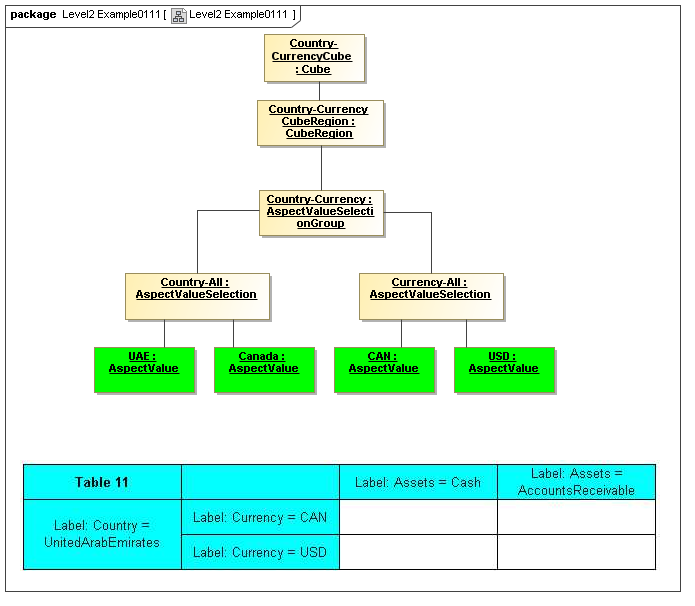 package Level2 Example0111 [ Level2 Example0111 ]
Country-
CurrencyCube
: Cube
Country-Currency
CubeRegion :
CubeRegion
Country-Currency :
AspectValueSelecti
onGroup
Country-All :
AspectValueSelection
Currency-All :
AspectValueSelection
UAE :
AspectValue
Canada :
AspectValue
CAN :
AspectValue
USD :
AspectValue
Table 11
Label: Assets = Cash
Label: Assets =
AccountsReceivable
Label: Country =
UnitedArabEmirates
Label: Currency = CAN
Label: Currency = USD